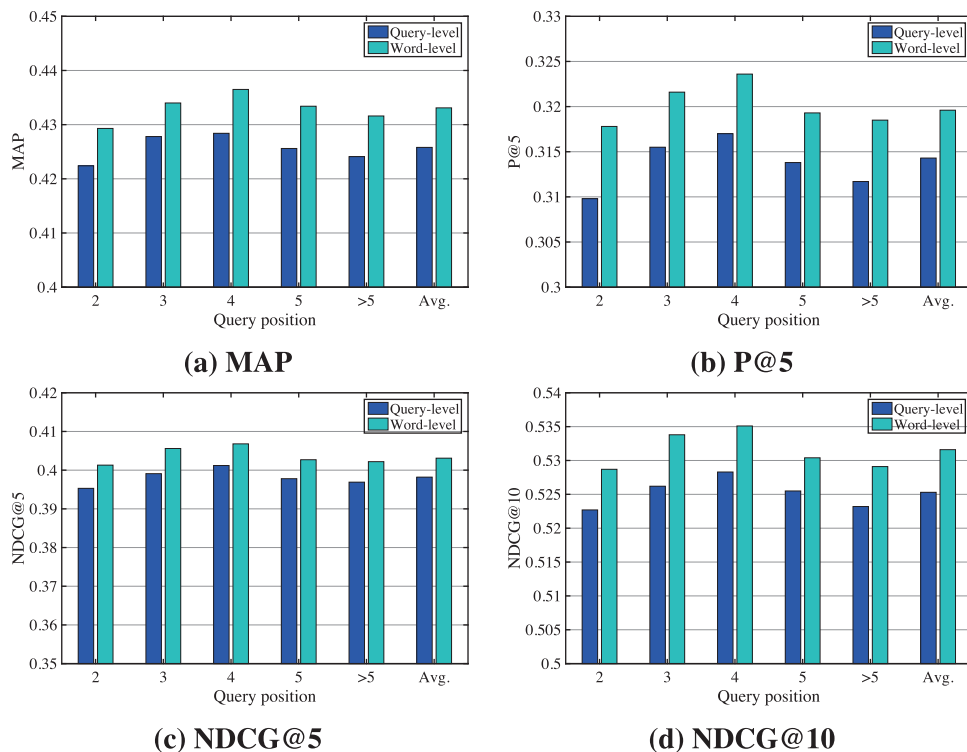 0.45
0.44
0.43
0.42
0.41
0.4
MAP
Query-level
Word-level
2 3 4 5 >5 Avg.
Query position
(a) MAP
0.33
0.325
0.32
0.315
0.31
0.305
0.3
P@5
Query-level
Word-level
2 3 4 5 >5 Avg.
Query position
(b) P@5
0.42
0.41
0.4
0.39
0.38
0.37
0.36
0.35
NDCG@5
Query-level
Word-level
2 3 4 5 >5 Avg.
Query position
(c) NDCG@5
0.54
0.535
0.53
0.525
0.52
0.515
0.51
0.505
0.5
NDCG@10
Query-level
Word-level
2 3 4 5 >5 Avg.
Query position
(d) NDCG@10